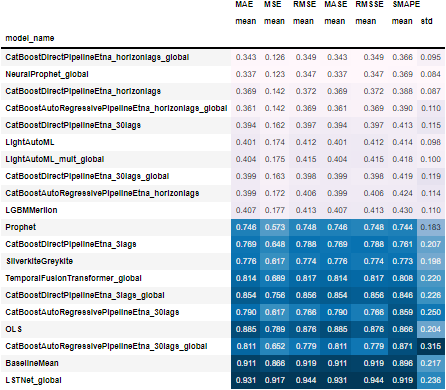 MAE MSE RMSE MASE RMSSE SMAPE
mean mean mean mean mean mean std
model_name
CatBoostDirectPipelineEtna_horizonlags_global 0.343 0.126 0.349 0.343 0.349 0.366 0.095
NeuralProphet_global 0.337 0.123 0.347 0.337 0.347 0.369 0.084
CatBoostDirectPipelineEtna_horizonlags 0.369 0.142 0.372 0.369 0.372 0.388 0.087
CatBoostAutoRegressivePipelineEtna_horizonlags_global 0.361 0.142 0.369 0.361 0.369 0.390 0.110
CatBoostDirectPipelineEtna_30lags 0.394 0.162 0.397 0.394 0.397 0.413 0.115
LightAutoML 0.401 0.174 0.412 0.401 0.412 0.414 0.098
LightAutoML_mult_global 0.404 0.175 0.415 0.404 0.415 0.418 0.100
CatBoostDirectPipelineEtna_30lags_global 0.399 0.163 0.398 0.399 0.398 0.419 0.119
CatBoostAutoRegressivePipelineEtna_horizonlags 0.399 0.172 0.406 0.399 0.406 0.424 0.114
LGBMMerlion 0.407 0.177 0.413 0.407 0.413 0.430 0.110
Prophet 0.746 0.573 0.748 0.746 0.748 0.744 0.183
CatBoostDirectPipelineEtna_3lags 0.769 0.648 0.788 0.769 0.788 0.761 0.207
SilverkiteGreykite 0.776 0.617 0.774 0.776 0.774 0.773 0.198
TemporalFusionTransformer_global 0.814 0.689 0.817 0.814 0.817 0.808 0.220
CatBoostDirectPipelineEtna_3lags_global 0.854 0.756 0.856 0.854 0.856 0.846 0.226
CatBoostAutoRegressivePipelineEtna_30lags 0.790 0.617 0.766 0.790 0.766 0.859 0.250
OLS 0.885 0.789 0.876 0.885 0.876 0.866 0.204
CatBoostAutoRegressivePipelineEtna_30lags_global 0.811 0.652 0.779 0.811 0.779 0.871 0.315
BaselineMean 0.911 0.866 0.919 0.911 0.919 0.896 0.217
LSTNet_global 0.931 0.917 0.944 0.931 0.944 0.919 0.238